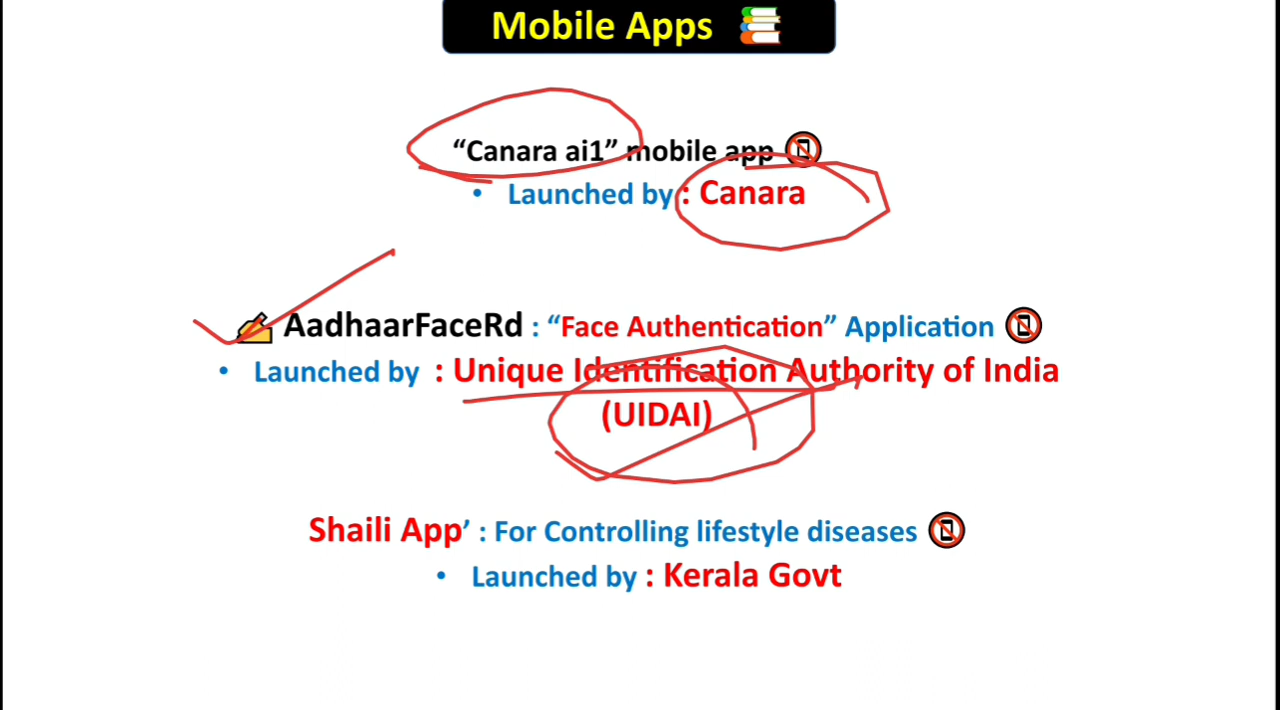 Mobile Apps
“Canara ai1” mobile app
• Launched by : Canara
AadhaarFaceRd : “Face Authentication” Application
• Launched by : Unique Identification Authority of India
(UIDAI)
Shaili App’ : For Controlling lifestyle diseases
• Launched by : Kerala Govt